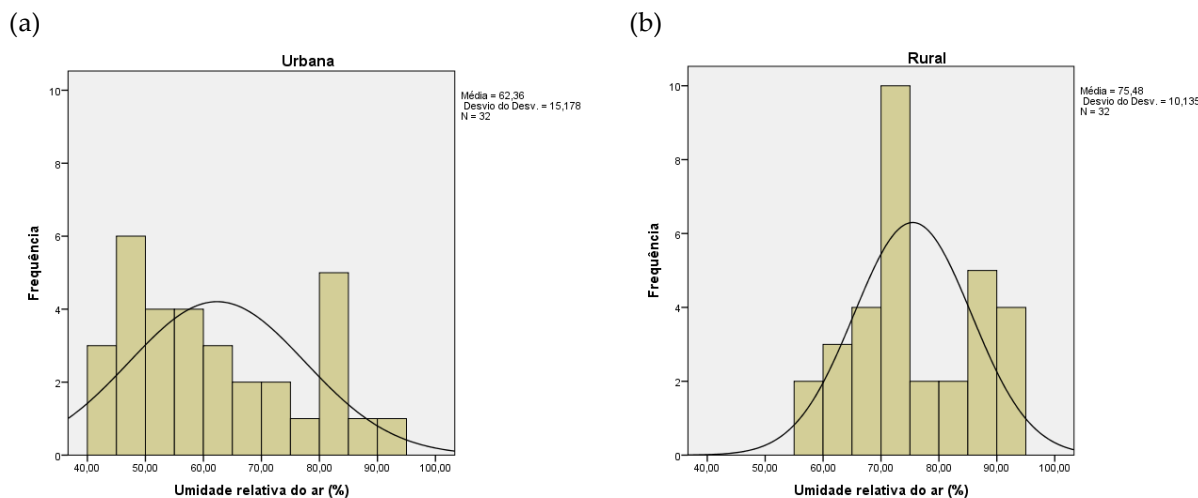 (a)
Urbana
Média = 62,36
Desvio do Desv. = 15,178
N = 32
10
8
6
4
2
0
Frequência
40,00 50,00 60,00 70,00 80,00 90,00 100,00
Umidade relativa do ar (%)
(b)
Rural
Média = 75,48
Desvio do Desv. = 10,135
N = 32
10
8
6
4
2
0
Frequência
40,00 50,00 60,00 70,00 80,00 90,00 100,00
Umidade relativa do ar (%)